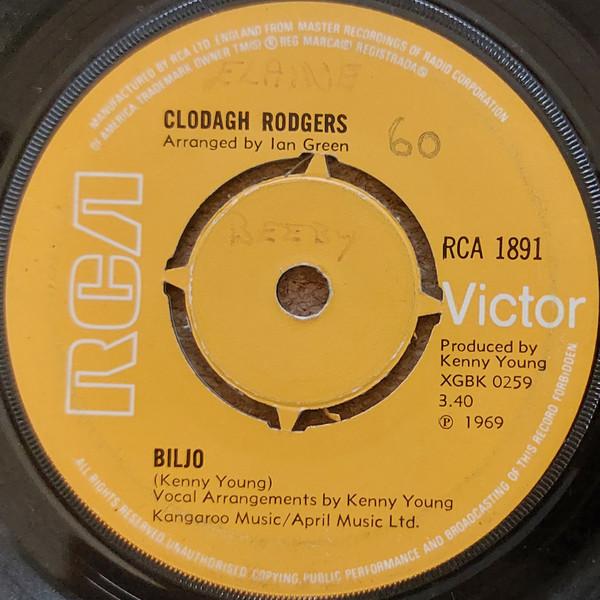 MANUFACTURED BY RCA LTD. ENGLAND FROM MASTER RECORDINGS OF RADIO CORPORATION
OF AMERICA TRADEMARK OWNER TM(S) ® REG MARCA® REGISTRADA®
ELAINE
CLODAGH RODGERS
Arranged by Ian Green
60
BEEBY
RCA 1891
RCA
Victor
Produced by
Kenny Young
XGBK 0259
3.40
℗ 1969
BILJO
(Kenny Young)
Vocal Arrangements by Kenny Young
Kangaroo Music/April Music Ltd.
ALL RIGHTS RESERVED. UNAUTHORISED COPYING, PUBLIC PERFORMANCE AND BROADCASTING OF THIS RECORD FORBIDDEN